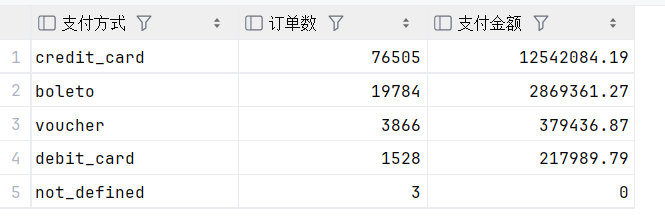 支付方式 订单数 支付金额
1 credit_card 76505 12542084.19
2 boleto 19784 2869361.27
3 voucher 3866 379436.87
4 debit_card 1528 217989.79
5 not_defined 3 0